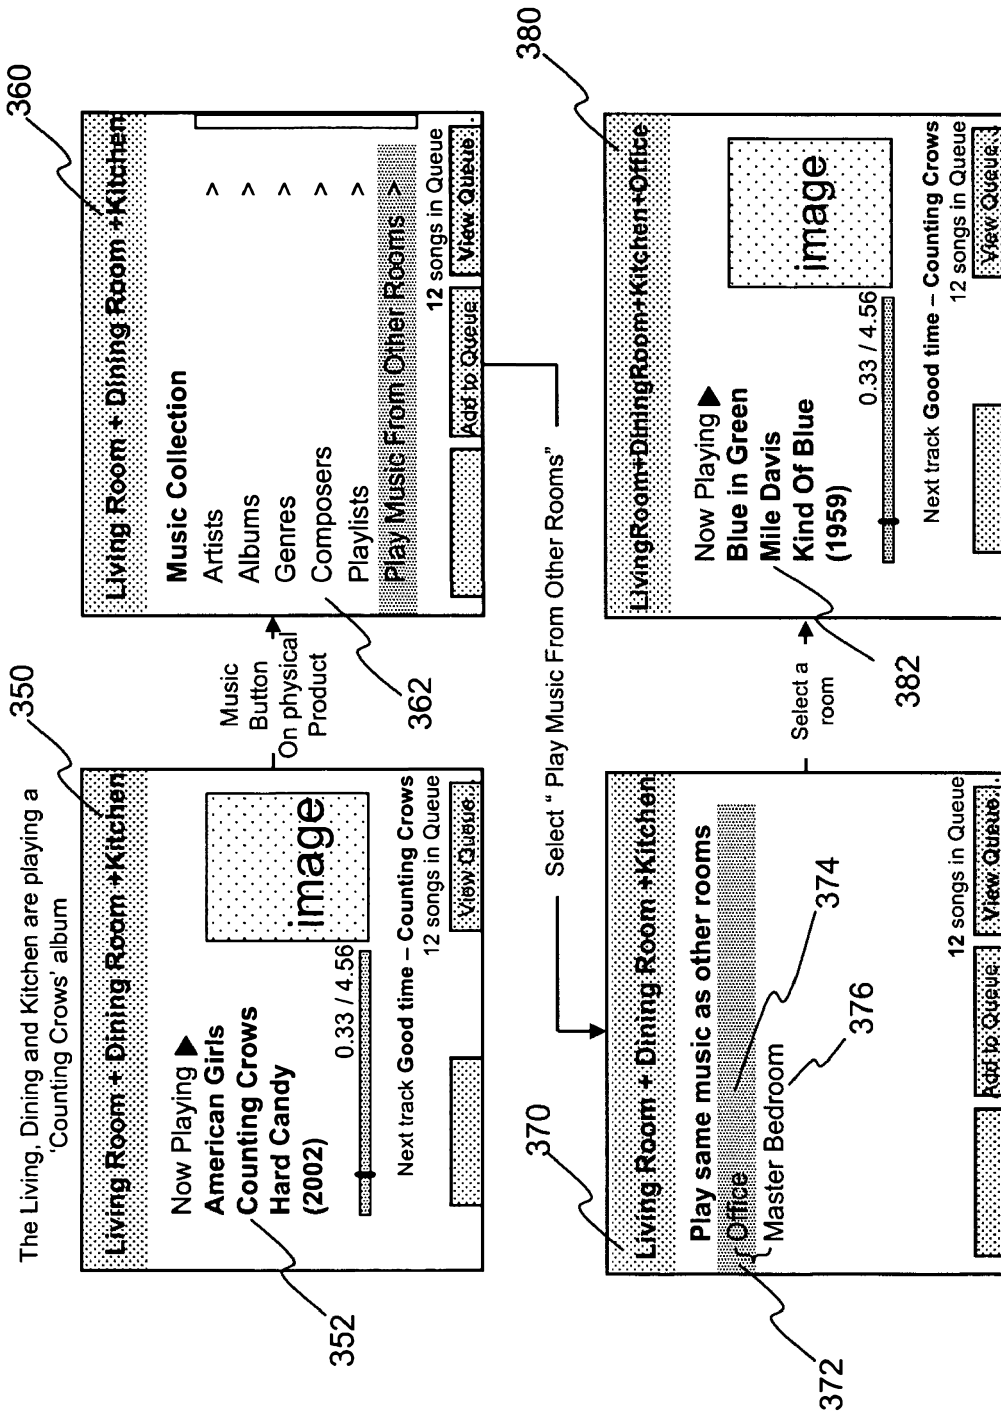 The Living, Dining and Kitchen are playing a
'Counting Crows' album
350
Living Room + Dining Room +Kitchen
Now Playing
American Girls
Counting Crows
Hard Candy
(2002)
image
0.33 / 4.56
Next track Good time – Counting Crows
12 songs in Queue
View Queue...
352
Music
Button
On physical
Product
360
Living Room + Dining Room +Kitchen
Music Collection
Artists >
Albums >
Genres >
Composers >
Playlists >
Play Music From Other Rooms >
12 songs in Queue
Add to Queue
View Queue...
362
Select " Play Music From Other Rooms"
370
Living Room + Dining Room +Kitchen
Play same music as other rooms
Office
Master Bedroom
12 songs in Queue
Add to Queue
View Queue...
372
374
376
Select a
room
380
LivingRoom+DiningRoom+Kitchen+Office
Now Playing
Blue in Green
Mile Davis
Kind Of Blue
(1959)
image
0.33 / 4.56
Next track Good time – Counting Crows
12 songs in Queue
View Queue...
382